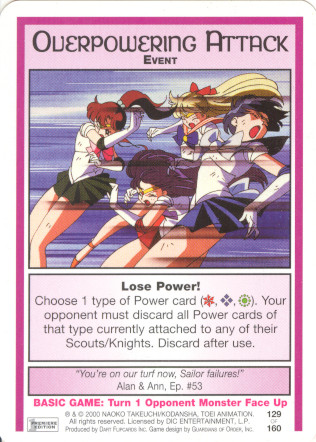 OVERPOWERING ATTACK
EVENT
Lose Power!
Choose 1 type of Power card ( , , ). Your
opponent must discard all Power cards of
that type currently attached to any of their
Scouts/Knights. Discard after use.
"You're on our turf now, Sailor failures!"
Alan & Ann, Ep. #53
BASIC GAME: Turn 1 Opponent Monster Face Up
PREMIERE
EDITION
® & © 2000 NAOKO TAKEUCHI/KODANSHA, TOEI ANIMATION.
All rights reserved. Licensed by DIC ENTERTAINMENT, L.P.
PRODUCED BY DART FLIPCARDS INC. GAME DESIGN BY GUARDIANS OF ORDER, INC.
129
OF
160